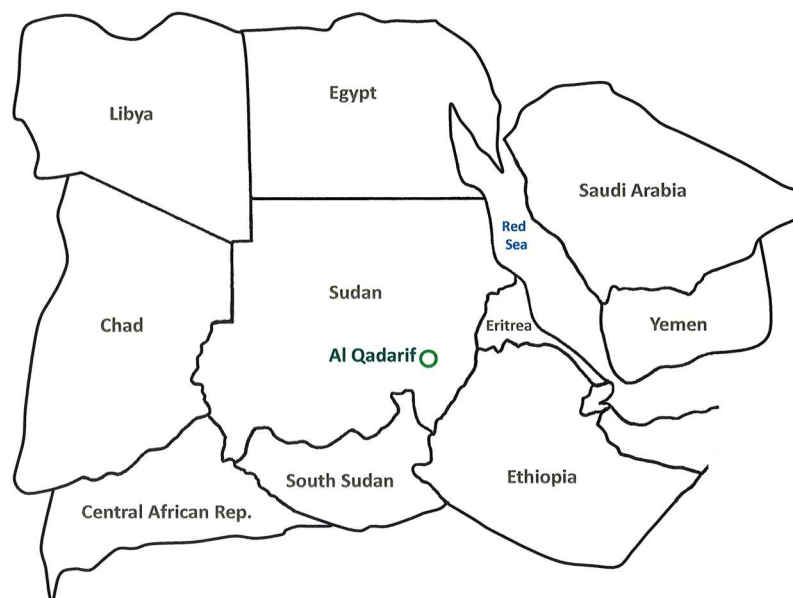 Libya
Egypt
Saudi Arabia
Red
Sea
Sudan
Chad
Eritrea
Yemen
Al Qadarif
South Sudan
Ethiopia
Central African Rep.